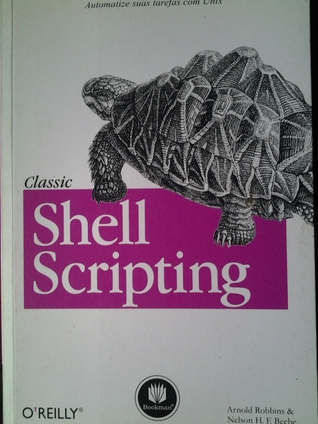 Automatize suas tarefas com Unix
Classic
Shell
Scripting
O'REILLY®
Bookman®
Arnold Robbins &
Nelson H. F. Beebe